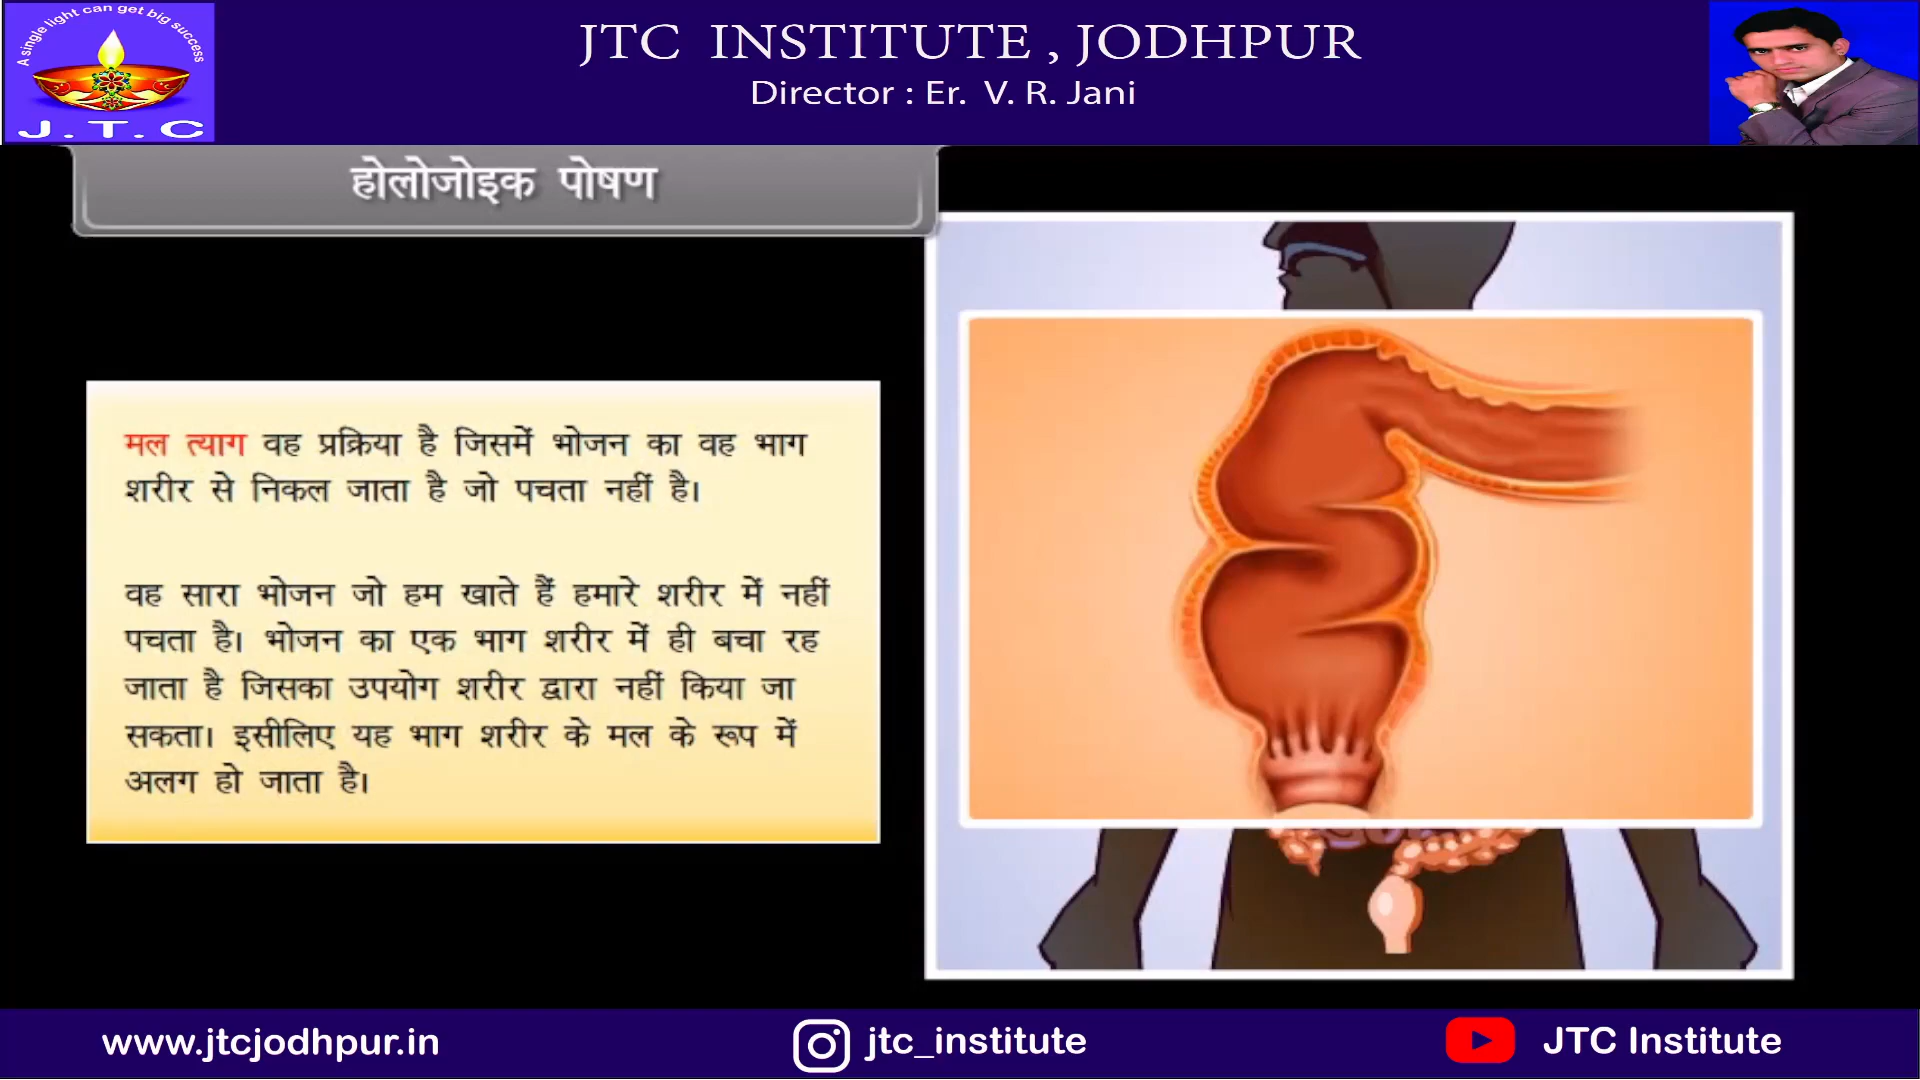 A single light can get big success
J.T.C
JTC INSTITUTE, JODHPUR
Director : Er. V. R. Jani
होलोजोइक पोषण
मल त्याग वह प्रक्रिया है जिसमें भोजन का वह भाग
शरीर से निकल जाता है जो पचता नहीं है।
वह सारा भोजन जो हम खाते हैं हमारे शरीर में नहीं
पचता है। भोजन का एक भाग शरीर में ही बचा रह
जाता है जिसका उपयोग शरीर द्वारा नहीं किया जा
सकता। इसीलिए यह भाग शरीर के मल के रूप में
अलग हो जाता है।
www.jtcjodhpur.in
jtc_institute
JTC Institute